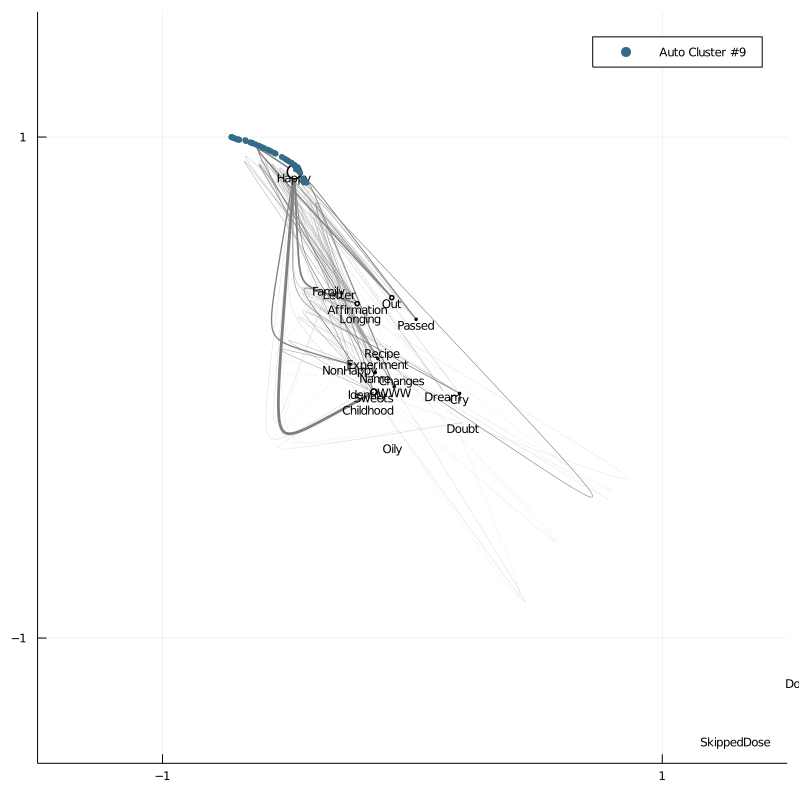 Auto Cluster #9
1
Happy
Family
Letter
Out
Affirmation
Longing
Passed
Recipe
Experiment
NonHappy
Name
Changes
WWW
Sweets
Dream
Cry
Childhood
Doubt
Oily
−1
Do
SkippedDose
−1
1